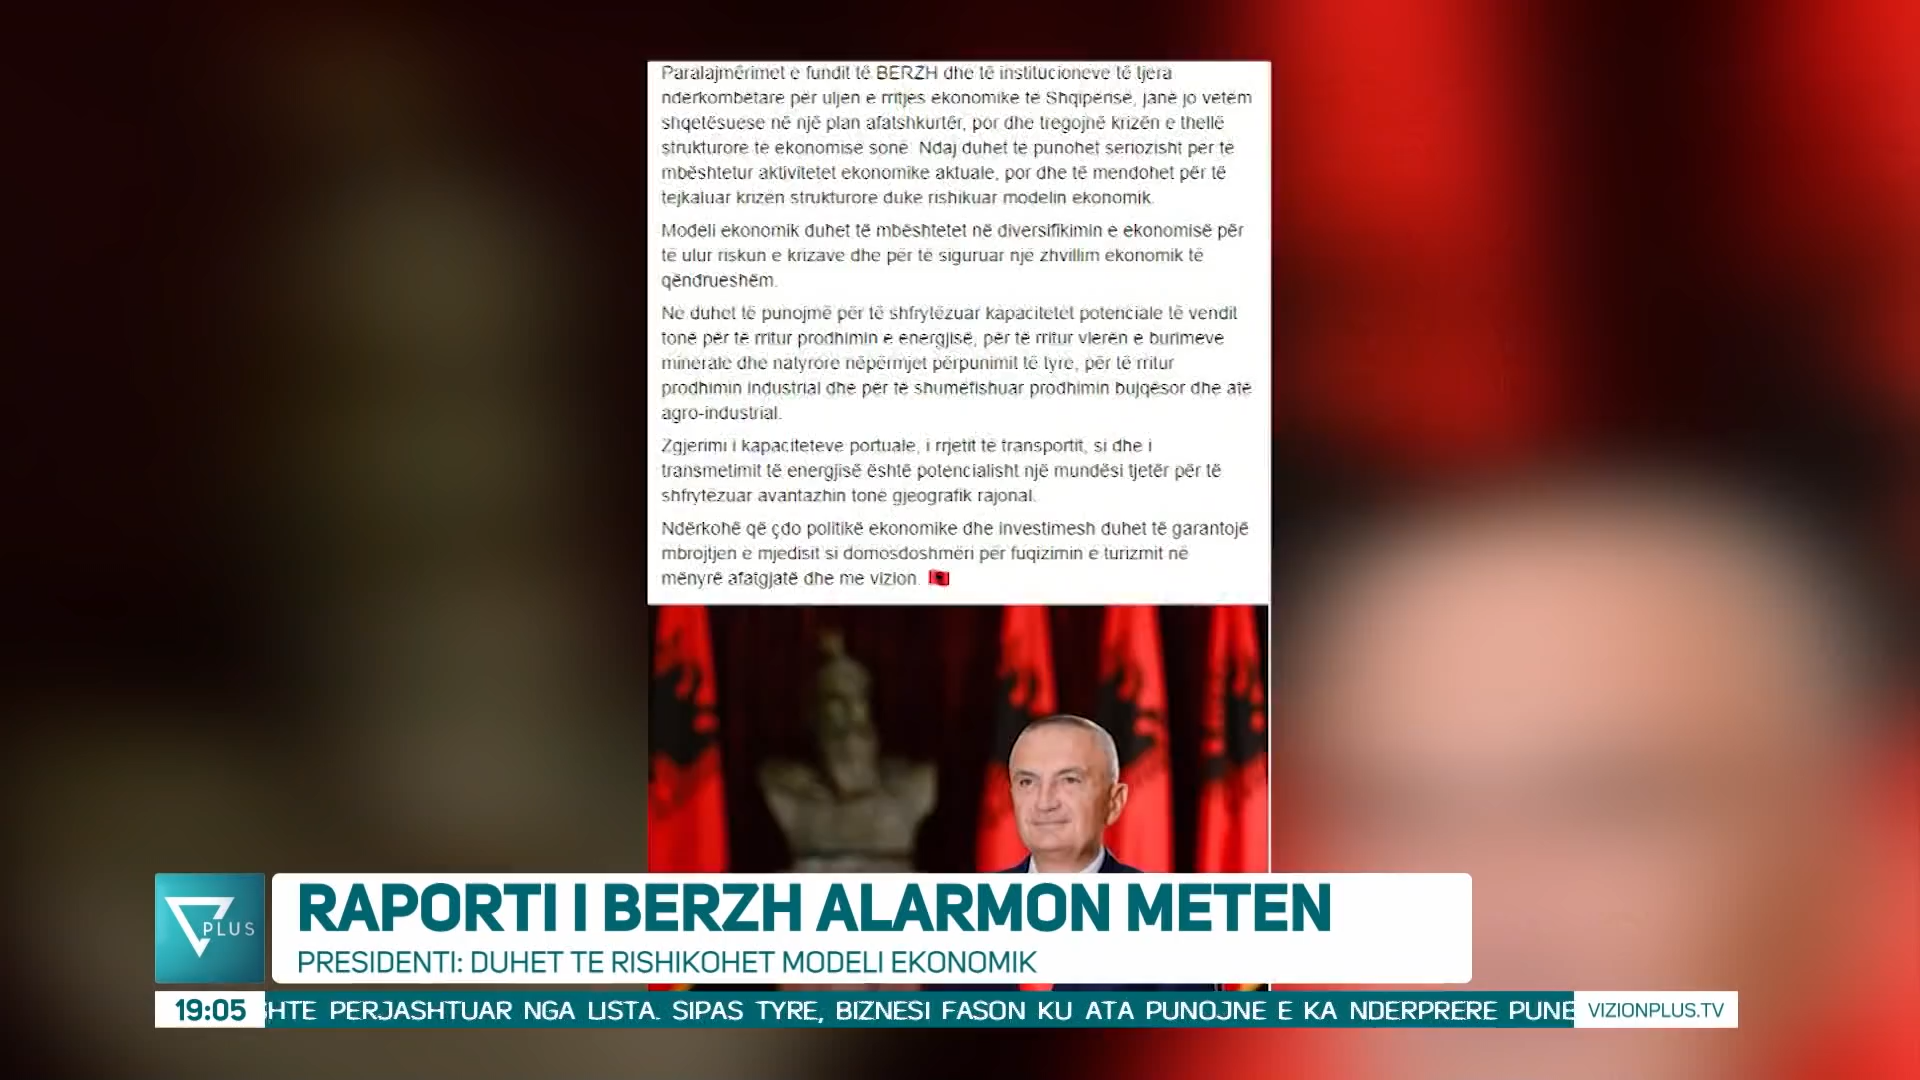 Paralajmërimet e fundit të BERZH dhe të institucioneve të tjera
ndërkombëtare për uljen e rritjes ekonomike të Shqipërisë, janë jo vetëm
shqetësuese në një plan afatshkurtër, por dhe tregojnë krizën e thellë
strukturore të ekonomisë sonë. Ndaj duhet të punohet seriozisht për të
mbështetur aktivitetet ekonomike aktuale, por dhe të mendohet për të
tejkaluar krizën strukturore duke rishikuar modelin ekonomik.
Modeli ekonomik duhet të mbështetet në diversifikimin e ekonomisë për
të ulur riskun e krizave dhe për të siguruar një zhvillim ekonomik të
qëndrueshëm.
Ne duhet të punojmë për të shfrytëzuar kapacitetet potenciale të vendit
tonë për të rritur prodhimin e energjisë, për të rritur vlerën e burimeve
minerale dhe natyrore nëpërmjet përpunimit të tyre, për të rritur
prodhimin industrial dhe për të shumëfishuar prodhimin bujqësor dhe atë
agro-industrial.
Zgjerimi i kapaciteteve portuale, i rrjetit të transportit, si dhe i
transmetimit të energjisë është potencialisht një mundësi tjetër për të
shfrytëzuar avantazhin tonë gjeografik rajonal.
Ndërkohë që çdo politikë ekonomike dhe investimesh duhet të garantojë
mbrojtjen e mjedisit si domosdoshmëri për fuqizimin e turizmit në
mënyrë afatgjatë dhe me vizion.
PLUS
RAPORTI I BERZH ALARMON METEN
PRESIDENTI: DUHET TE RISHIKOHET MODELI EKONOMIK
19:05 SHTE PERJASHTUAR NGA LISTA. SIPAS TYRE, BIZNESI FASON KU ATA PUNOJNE E KA NDERPRERE PUNE VIZIONPLUS.TV